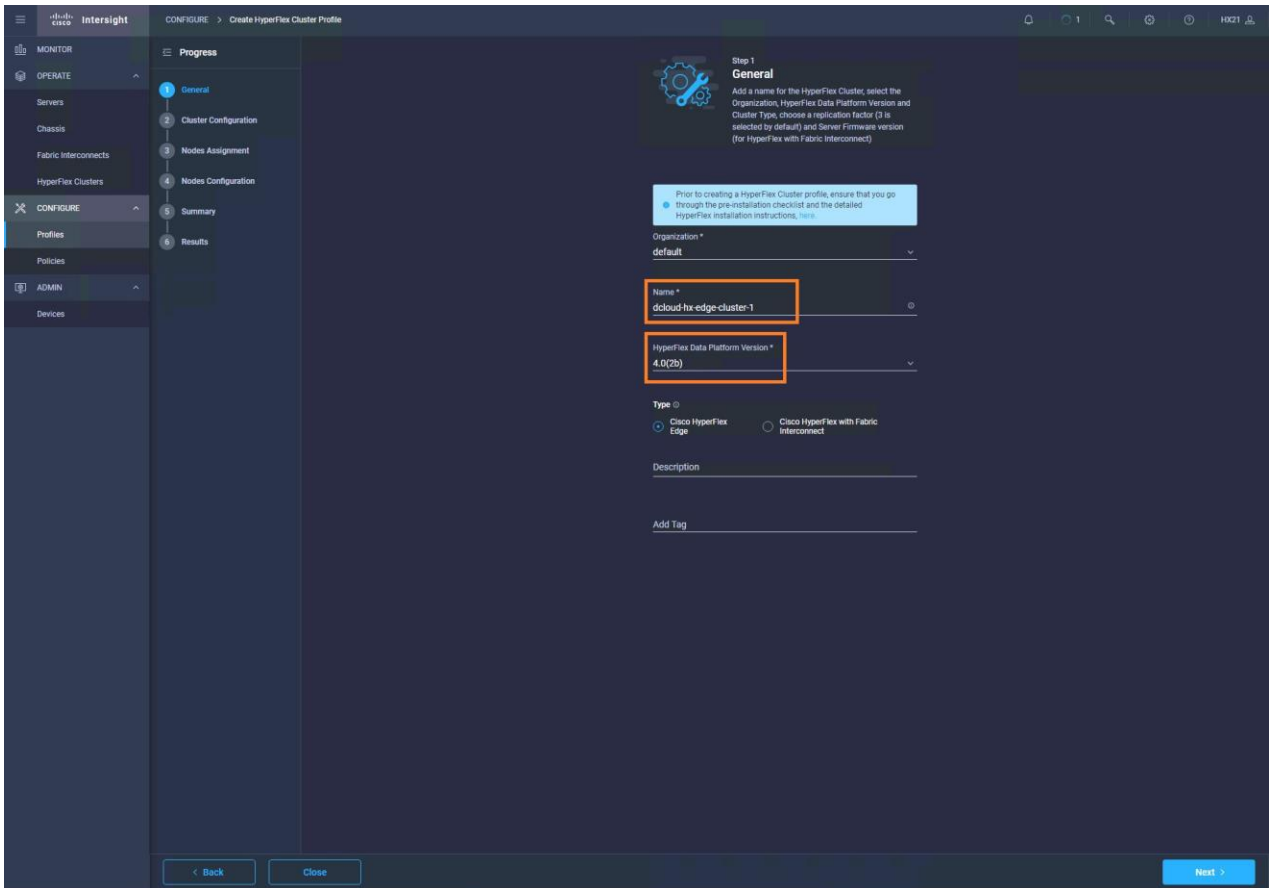 cisco Intersight
CONFIGURE > Create HyperFlex Cluster Profile
1
HX21
MONITOR
OPERATE
Servers
Chassis
Fabric Interconnects
HyperFlex Clusters
CONFIGURE
Profiles
Policies
ADMIN
Devices
Progress
1 General
2 Cluster Configuration
3 Nodes Assignment
4 Nodes Configuration
5 Summary
6 Results
Step 1
General
Add a name for the HyperFlex Cluster, select the
Organization, HyperFlex Data Platform Version and
Cluster Type, choose a replication factor (3 is
selected by default) and Server Firmware version
(for HyperFlex with Fabric Interconnect)
Prior to creating a HyperFlex Cluster profile, ensure that you go
through the pre-installation checklist and the detailed
HyperFlex installation instructions, here.
Organization *
default
Name *
dcloud-hx-edge-cluster-1
HyperFlex Data Platform Version *
4.0(2b)
Type
Cisco HyperFlex
Edge
Cisco HyperFlex with Fabric
Interconnect
Description
Add Tag
< Back
Close
Next >